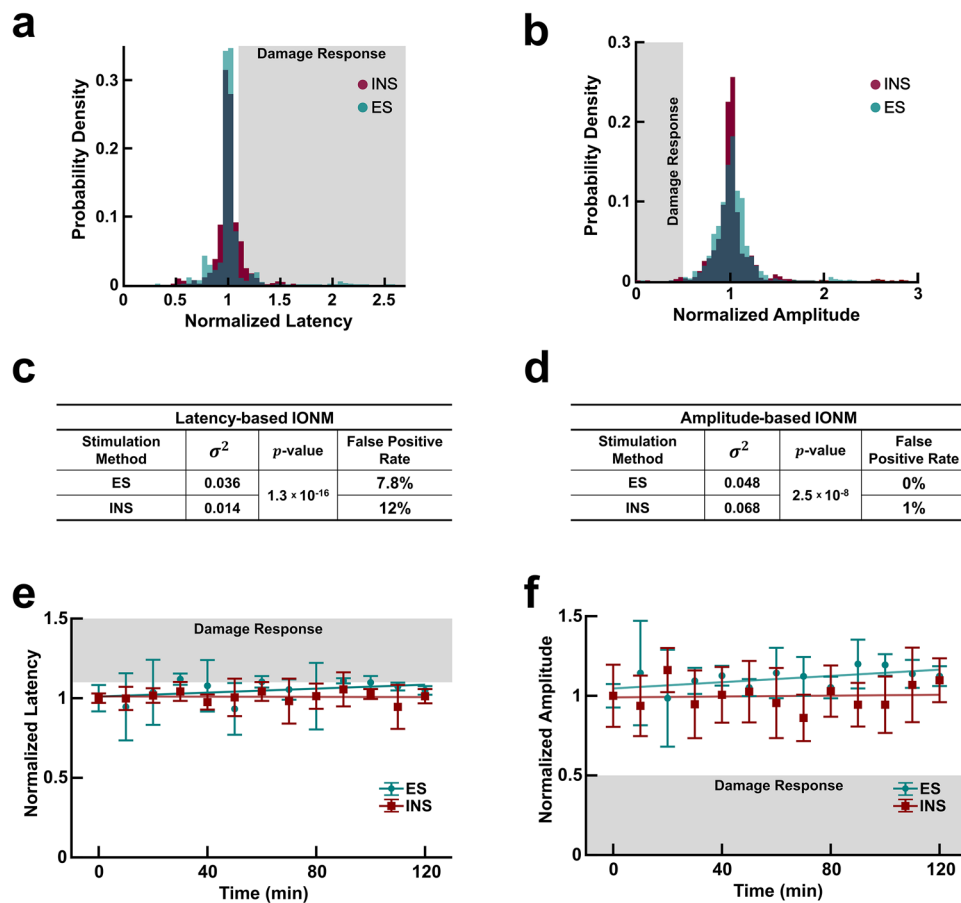 a
Damage Response
INS
ES
Probability Density
0.3
0.2
0.1
0
0
0.5
1
1.5
2
2.5
Normalized Latency
b
Damage Response
INS
ES
Probability Density
0.3
0.2
0.1
0
0
1
2
3
Normalized Amplitude
c
Latency-based IONM
Stimulation Method σ² p-value False Positive Rate
ES 0.036 1.3 × 10⁻¹⁶ 7.8%
INS 0.014 12%
d
Amplitude-based IONM
Stimulation Method σ² p-value False Positive Rate
ES 0.048 2.5 × 10⁻⁸ 0%
INS 0.068 1%
e
Damage Response
Normalized Latency
1.5
1
0.5
0
ES
INS
0
40
80
120
Time (min)
f
Normalized Amplitude
1.5
1
0.5
0
Damage Response
ES
INS
0
40
80
120
Time (min)